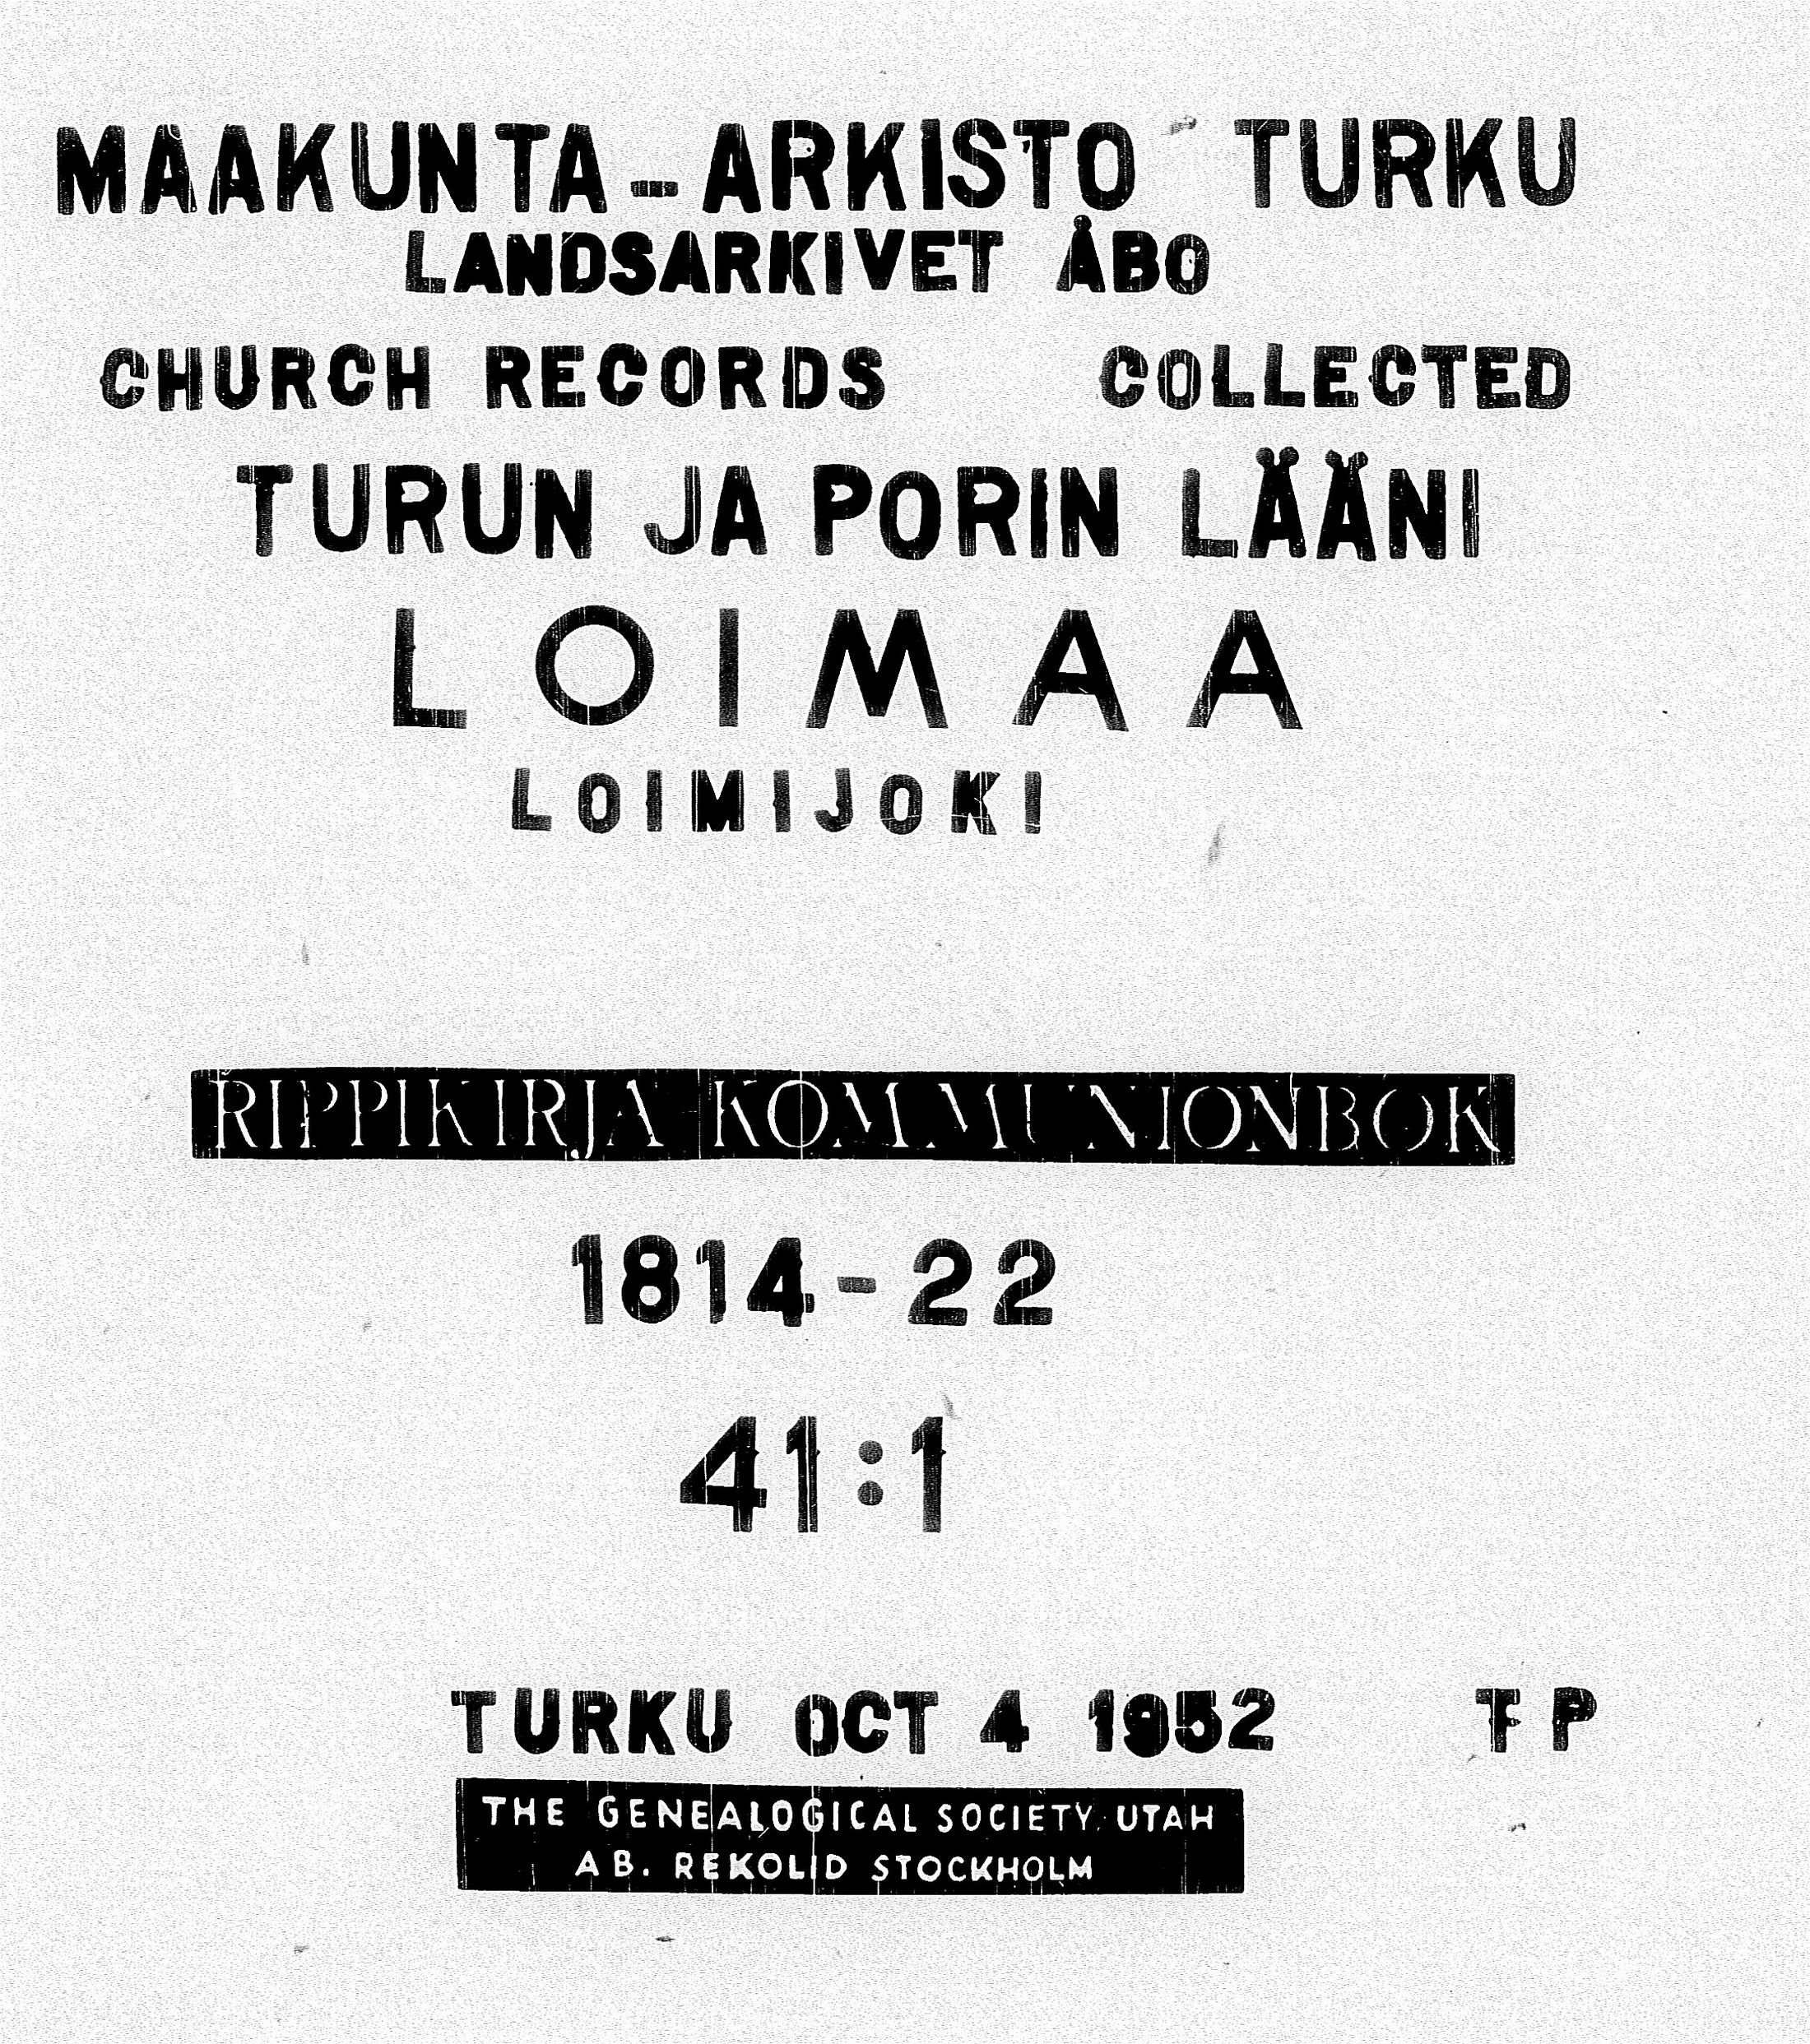 MAAKUNTA-ARKISTO TURKU
LANDSARKIVET ÅBO
CHURCH RECORDS COLLECTED
TURUN JA PORIN LÄÄNI
LOIMAA
LOIMIJOKI
RIPPIKIRJA KOMMUNIONBOK
1814-22
41:1
TURKU OCT 4 1952 TP
THE GENEALOGICAL SOCIETY UTAH
AB. REKOLID STOCKHOLM